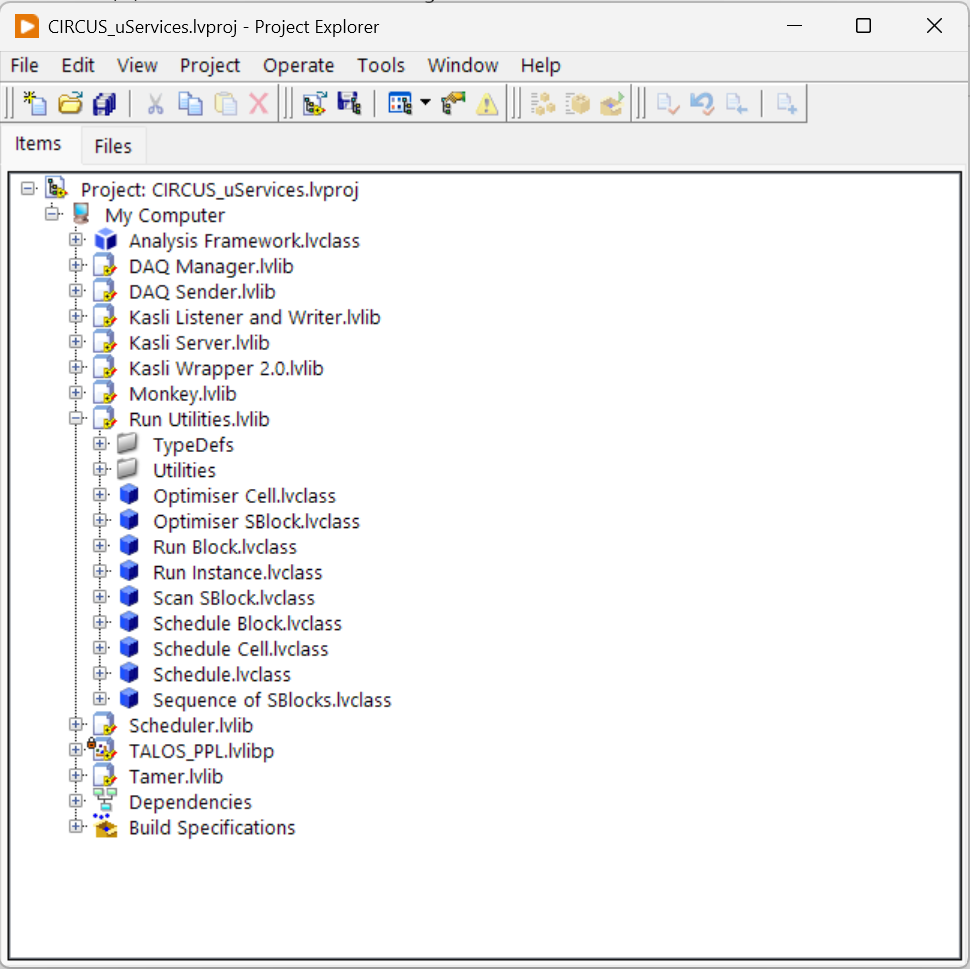 CIRCUS_uServices.lvproj - Project Explorer
File Edit View Project Operate Tools Window Help
Items Files
Project: CIRCUS_uServices.lvproj
My Computer
Analysis Framework.lvclass
DAQ Manager.lvlib
DAQ Sender.lvlib
Kasli Listener and Writer.lvlib
Kasli Server.lvlib
Kasli Wrapper 2.0.lvlib
Monkey.lvlib
Run Utilities.lvlib
TypeDefs
Utilities
Optimiser Cell.lvclass
Optimiser SBlock.lvclass
Run Block.lvclass
Run Instance.lvclass
Scan SBlock.lvclass
Schedule Block.lvclass
Schedule Cell.lvclass
Schedule.lvclass
Sequence of SBlocks.lvclass
Scheduler.lvlib
TALOS_PPL.lvlibp
Tamer.lvlib
Dependencies
Build Specifications